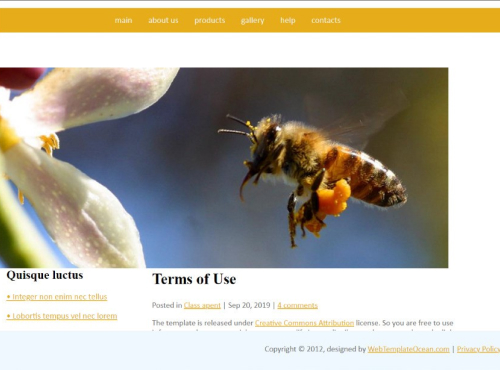 main about us products gallery help contacts
Quisque luctus
• Integer non enim nec tellus
• Lobortis tempus vel nec lorem
Terms of Use
Posted in Class apent | Sep 20, 2019 | 4 comments
The template is released under Creative Commons Attribution license. So you are free to use
Copyright © 2012, designed by WebTemplateOcean.com | Privacy Policy